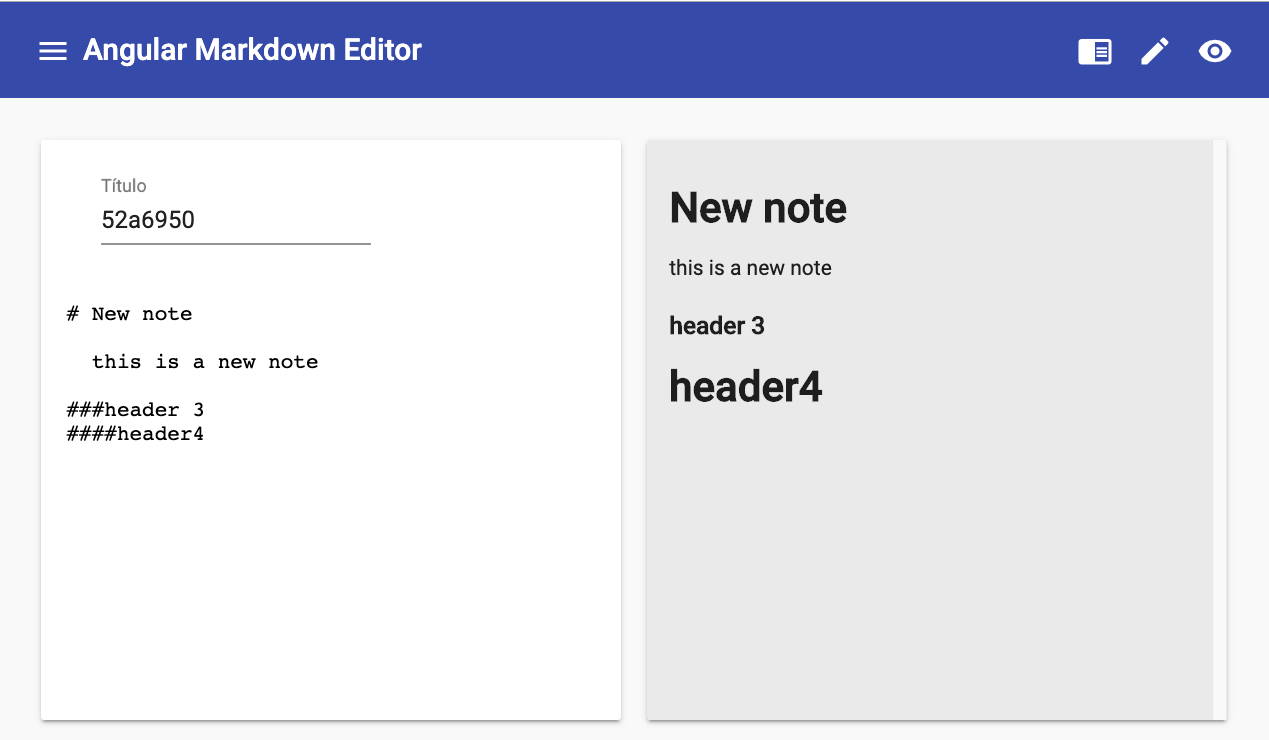 Angular Markdown Editor
Título
52a6950
# New note
this is a new note
###header 3
####header4
New note
this is a new note
header 3
header4